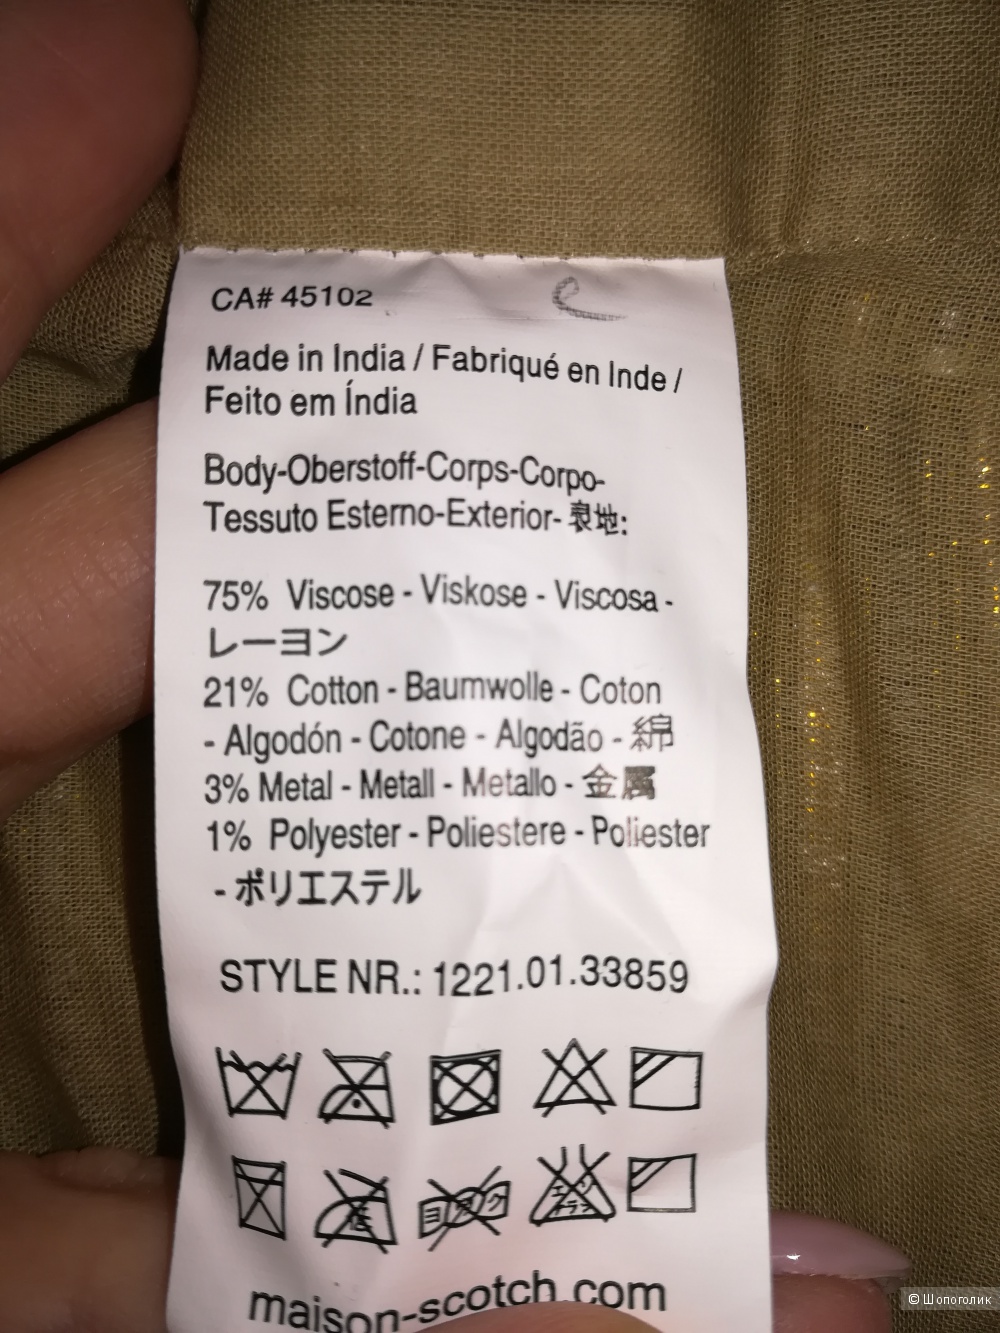 CA# 45102
Made in India / Fabriqué en Inde /
Feito em Índia
Body-Oberstoff-Corps-Corpo-
Tessuto Esterno-Exterior- 表地:
75% Viscose - Viskose - Viscosa -
レーヨン
21% Cotton - Baumwolle - Coton
- Algodón - Cotone - Algodão - 綿
3% Metal - Metall - Metallo - 金属
1% Polyester - Poliestere - Poliester
- ポリエステル
STYLE NR.: 1221.01.33859
maison-scotch.com
© Шопоголик